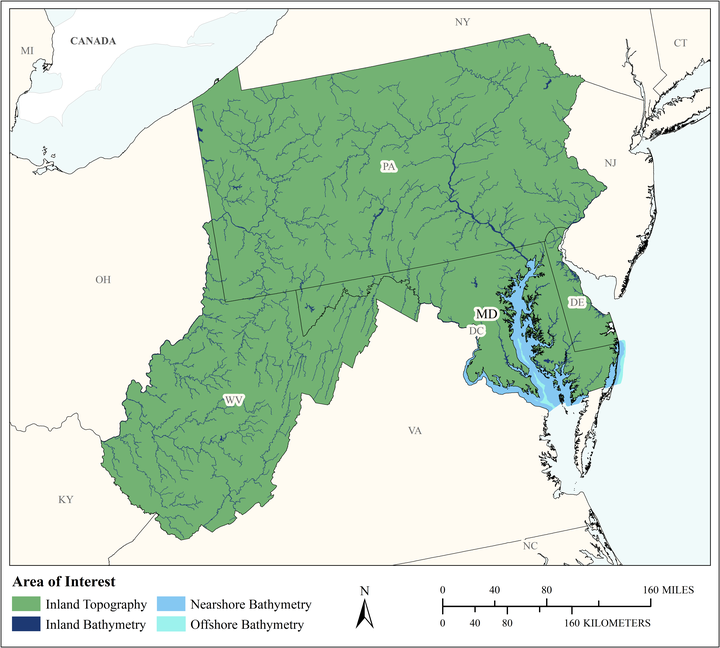 NY
CT
MI
CANADA
PA
NJ
OH
DE
MD
DC
WV
VA
KY
NC
Area of Interest
Inland Topography
Nearshore Bathymetry
Inland Bathymetry
Offshore Bathymetry
N
0 40 80 160 MILES
0 40 80 160 KILOMETERS